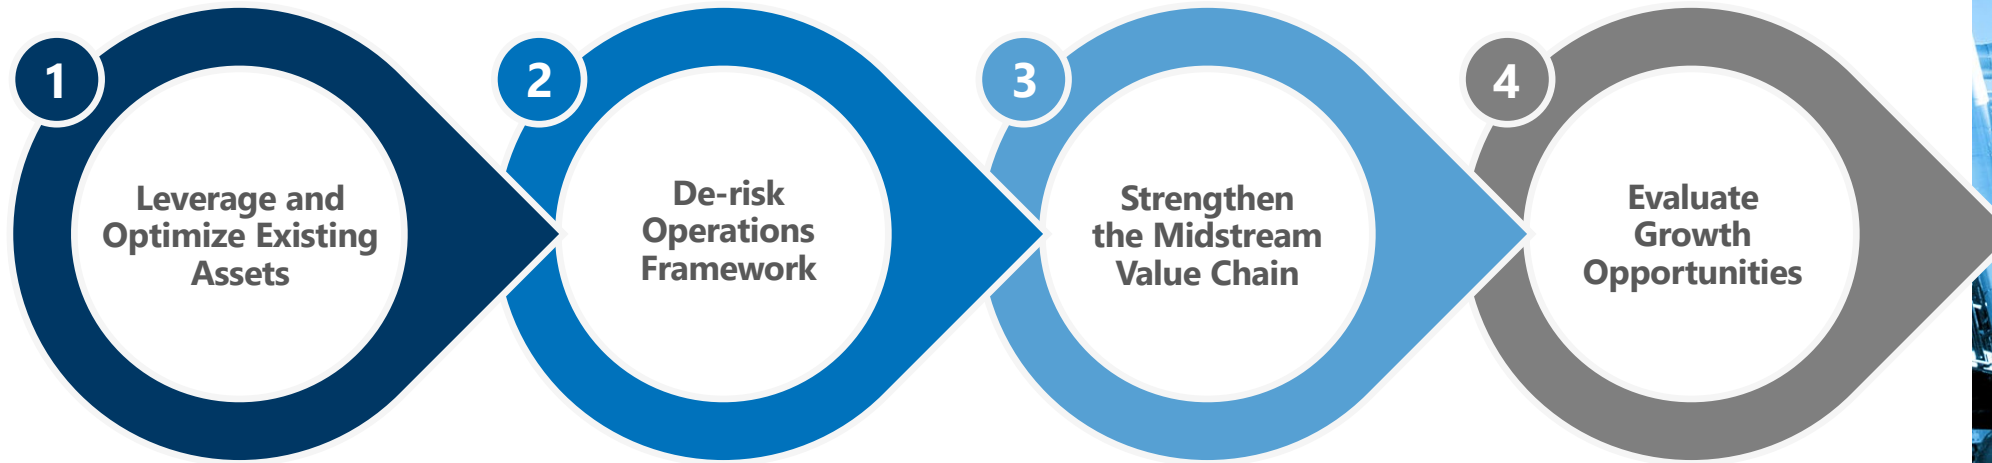 1
Leverage and
Optimize Existing
Assets
2
De-risk
Operations
Framework
3
Strengthen
the Midstream
Value Chain
4
Evaluate
Growth
Opportunities